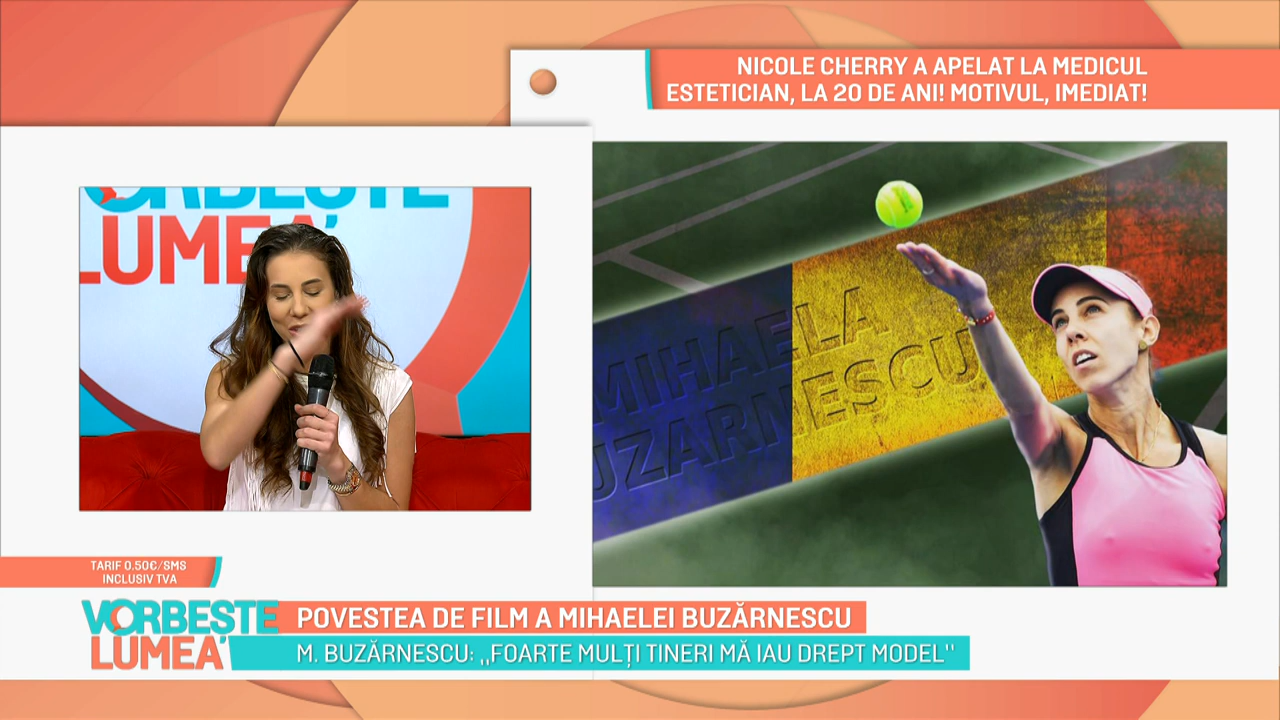 NICOLE CHERRY A APELAT LA MEDICUL
ESTETICIAN, LA 20 DE ANI! MOTIVUL, IMEDIAT!
VORBEȘTE
LUMEA
MIHAELA
BUZARNESCU
TARIF 0,50€/SMS
INCLUSIV TVA
VORBEȘTE
LUMEA
POVESTEA DE FILM A MIHAELEI BUZĂRNESCU
M. BUZĂRNESCU: ,,FOARTE MULȚI TINERI MĂ IAU DREPT MODEL''